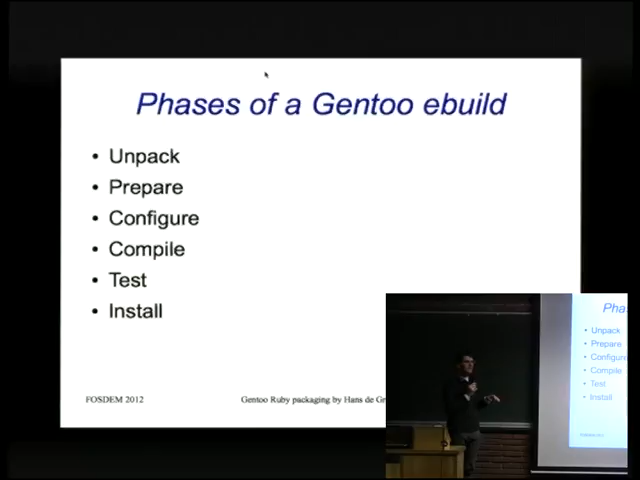 Phases of a Gentoo ebuild
• Unpack
• Prepare
• Configure
• Compile
• Test
• Install
FOSDEM 2012
Gentoo Ruby packaging by Hans de Gr
Pha
• Unpack
• Prepare
• Configure
• Compile
• Test
• Install